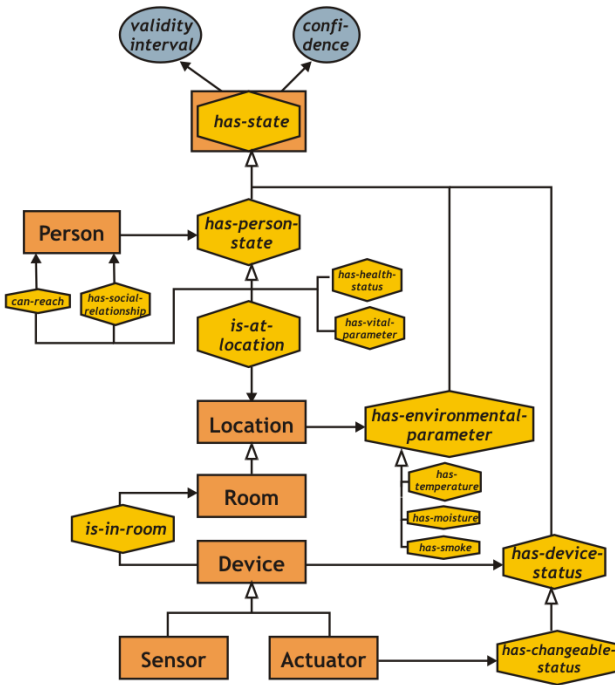 validity
interval
confi-
dence
has-state
Person
has-person-
state
can-reach
has-social-
relationship
has-health-
status
has-vital-
parameter
is-at-
location
Location
has-environmental-
parameter
Room
has-
temperature
has-moisture
has-smoke
is-in-room
Device
has-device-
status
Sensor
Actuator
has-changeable-
status